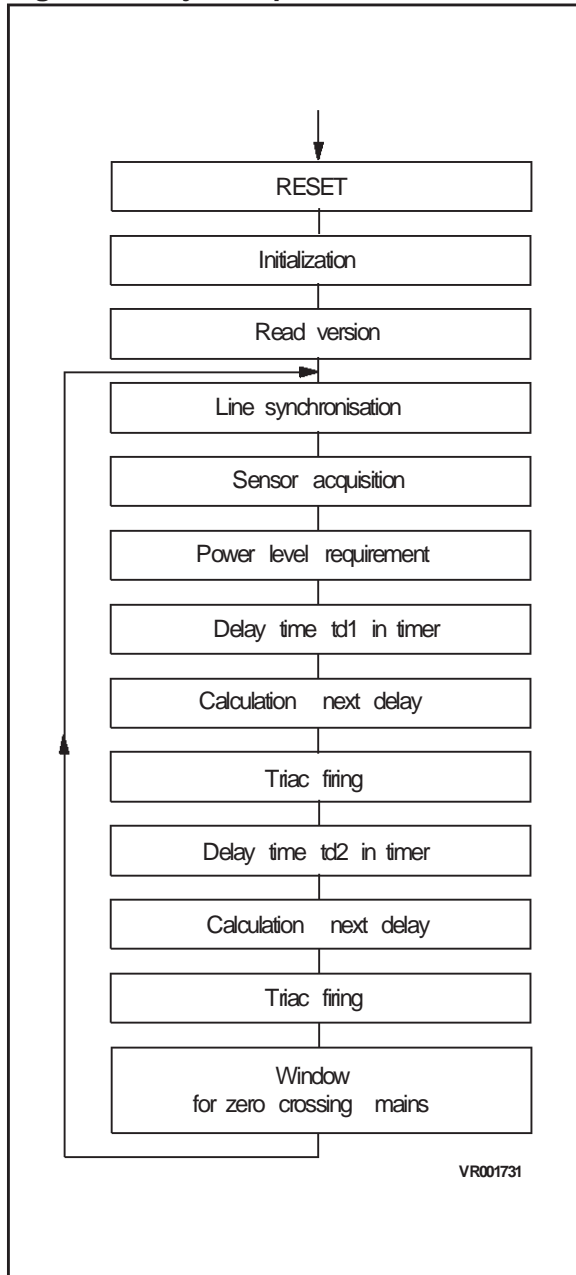 RESET
Initialization
Read version
Line synchronisation
Sensor acquisition
Power level requirement
Delay time td1 in timer
Calculation next delay
Triac firing
Delay time td2 in timer
Calculation next delay
Triac firing
Window
for zero crossing mains
VR001731